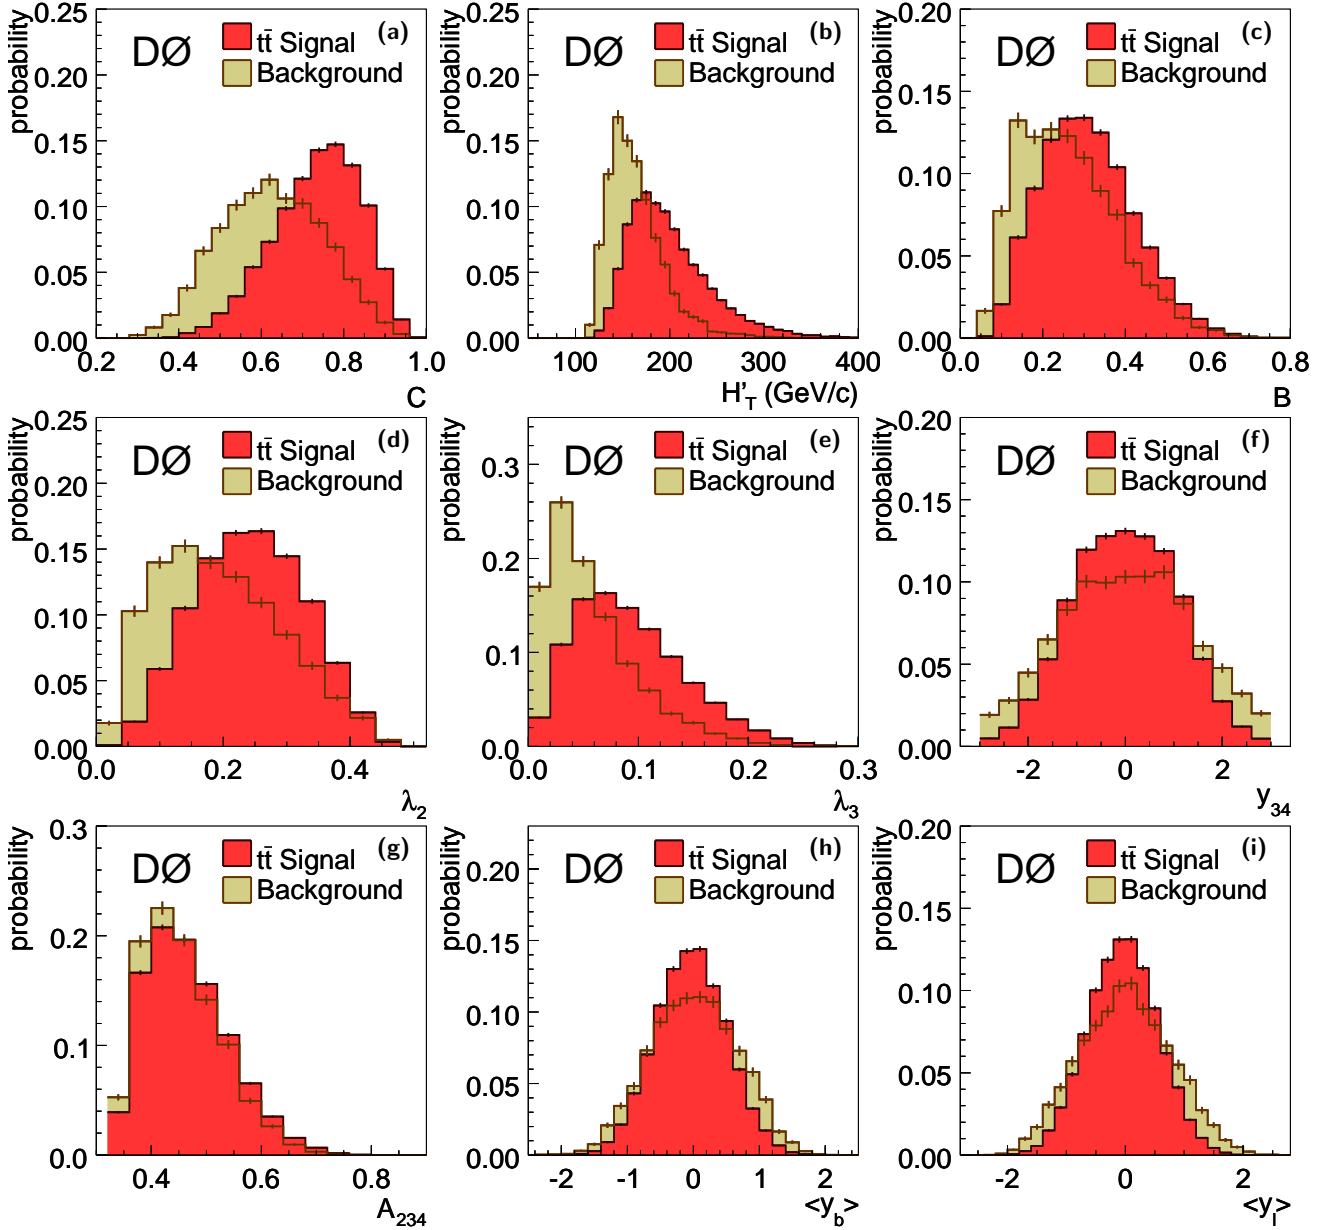 probability
0.25
0.20
0.15
0.10
0.05
0.00
DØ
tt̄ Signal
Background
(a)
0.2 0.4 0.6 0.8 1.0
C
probability
0.25
0.20
0.15
0.10
0.05
0.00
DØ
tt̄ Signal
Background
(b)
100 200 300 400
H'T (GeV/c)
probability
0.20
0.15
0.10
0.05
0.00
DØ
tt̄ Signal
Background
(c)
0.0 0.2 0.4 0.6 0.8
B
probability
0.25
0.20
0.15
0.10
0.05
0.00
DØ
tt̄ Signal
Background
(d)
0.0 0.2 0.4
λ2
probability
0.3
0.2
0.1
0.0
DØ
tt̄ Signal
Background
(e)
0.0 0.1 0.2 0.3
λ3
probability
0.20
0.15
0.10
0.05
0.00
DØ
tt̄ Signal
Background
(f)
-2 0 2
y34
probability
0.3
0.2
0.1
0.0
DØ
tt̄ Signal
Background
(g)
0.4 0.6 0.8
A234
probability
0.20
0.15
0.10
0.05
0.00
DØ
tt̄ Signal
Background
(h)
-2 -1 0 1 2
<yb>
probability
0.20
0.15
0.10
0.05
0.00
DØ
tt̄ Signal
Background
(i)
-2 0 2
<yl>